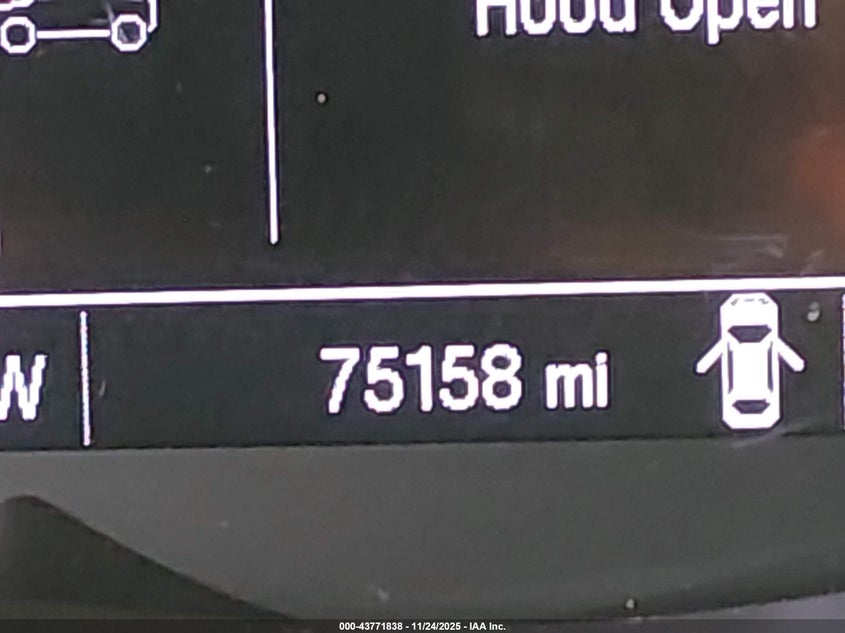 Hood Open
W
75158 mi
000-43771838 - 11/24/2025 - IAA Inc.